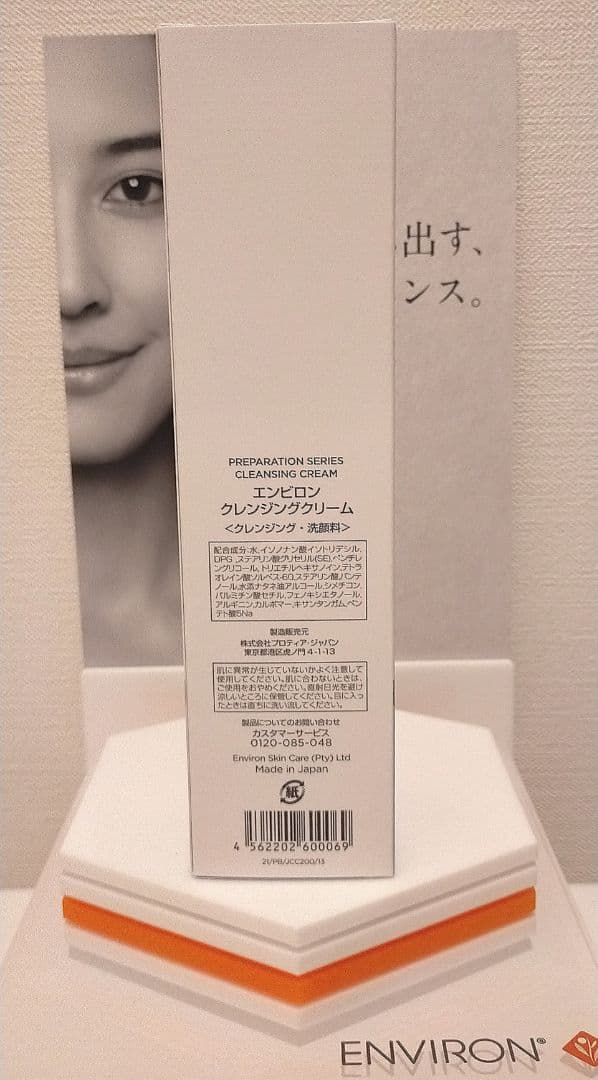 出す、
ンス。
PREPARATION SERIES
CLEANSING CREAM
エンビロン
クレンジングクリーム
<クレンジング・洗顔料>
配合成分:水,イソノナン酸イソトリデシル,
DPG,ステアリン酸グリセリル(SE),ペンチレ
ングリコール,トリエチルヘキサノイン,テトラ
オレイン酸ソルベス-60,ステアリン酸パンテ
ノール,水添ナタネ油アルコール,ジメチコン,
パルミチン酸セチル,フェノキシエタノール,
アルギニン,カルボマー,キサンタンガム,ペン
テト酸5Na
製造販売元
株式会社プロティア・ジャパン
東京都港区虎ノ門 4-1-13
肌に異常が生じていないかよく注意して
使用してください。肌に合わないときは、
ご使用をおやめください。直射日光を避け
涼しいところに保管してください。目に入っ
たときは直ちに洗い流してください。
製品についてのお問い合わせ
カスタマーサービス
0120-085-048
Environ Skin Care (Pty) Ltd
Made in Japan
紙
4 562202 600069
21/PB/JCC200/13
ENVIRON®